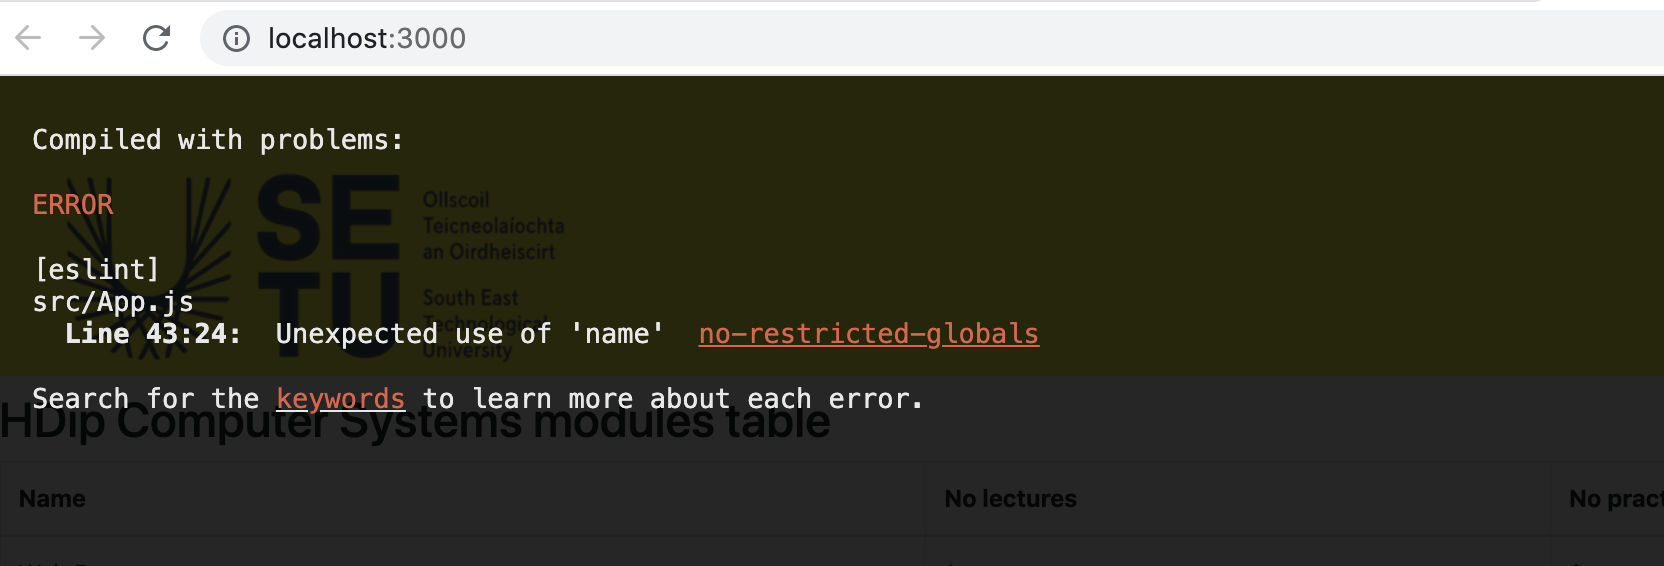 localhost:3000
Compiled with problems:
ERROR
[eslint]
src/App.js
Line 43:24: Unexpected use of 'name' no-restricted-globals
Search for the keywords to learn more about each error.
SE
TU
Ollscoil
Teicneolaíochta
an Oirdheiscirt
South East
Technological
University
HDip Computer Systems modules table
Name No lectures No pract